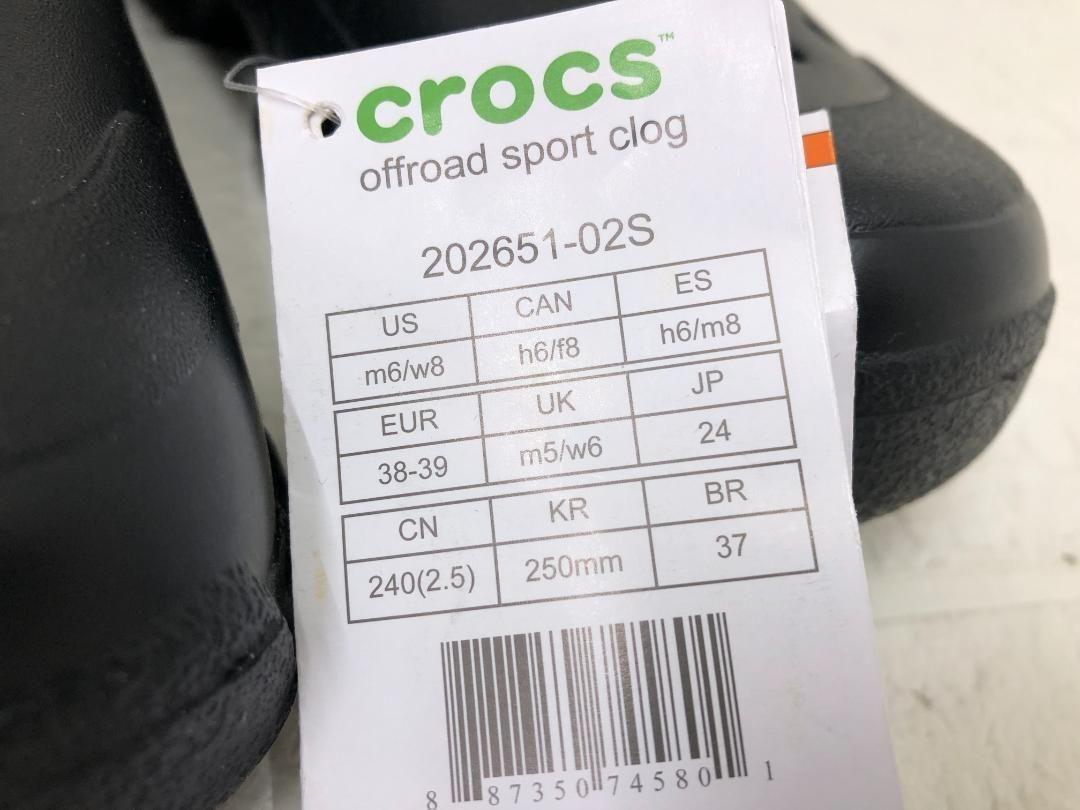 crocs™
offroad sport clog
202651-02S
US CAN ES
m6/w8 h6/f8 h6/m8
EUR UK JP
38-39 m5/w6 24
CN KR BR
240(2.5) 250mm 37
8 87350 74580 1